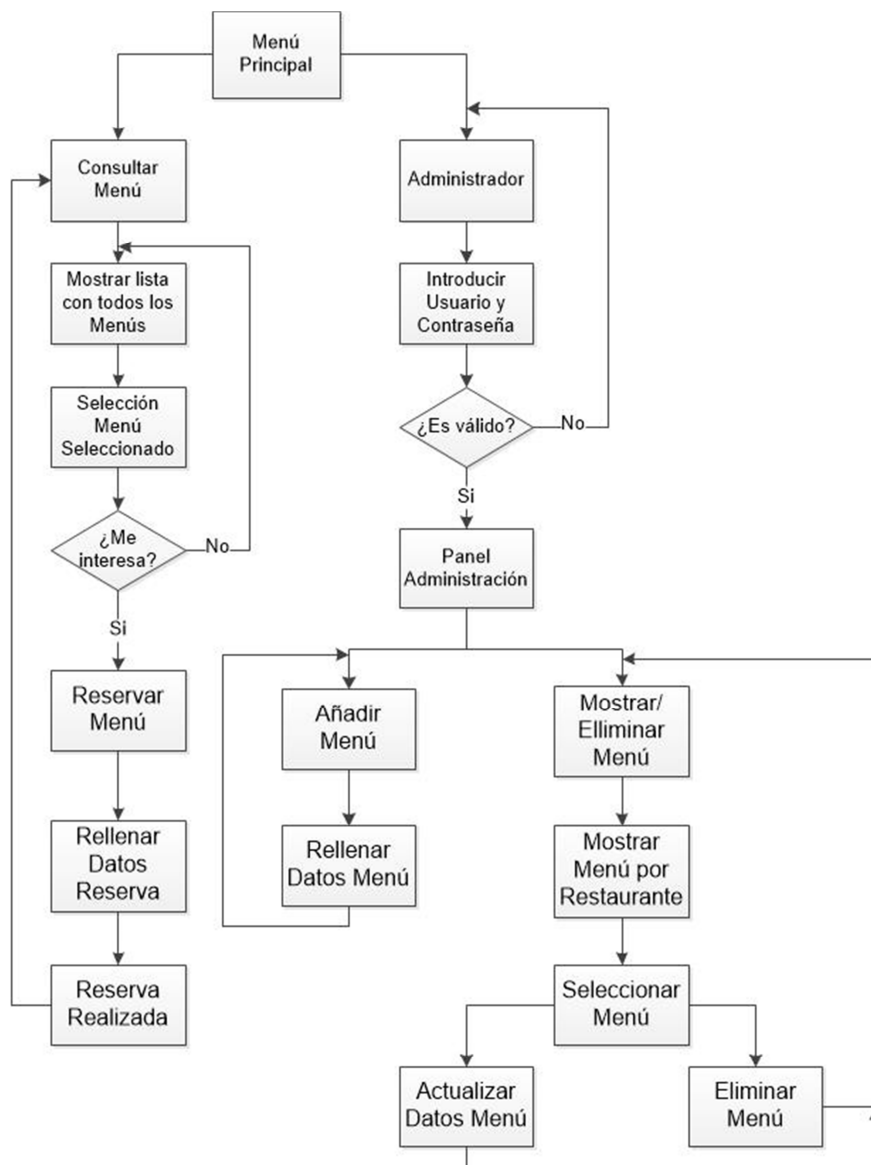 Menú
Principal
Consultar
Menú
Administrador
Mostrar lista
con todos los
Menús
Introducir
Usuario y
Contraseña
Selección
Menú
Seleccionado
¿Es válido?
No
Si
¿Me
interesa?
No
Si
Panel
Administración
Reservar
Menú
Añadir
Menú
Mostrar/
Elliminar
Menú
Rellenar
Datos
Reserva
Rellenar
Datos Menú
Mostrar
Menú por
Restaurante
Reserva
Realizada
Seleccionar
Menú
Actualizar
Datos Menú
Eliminar
Menú